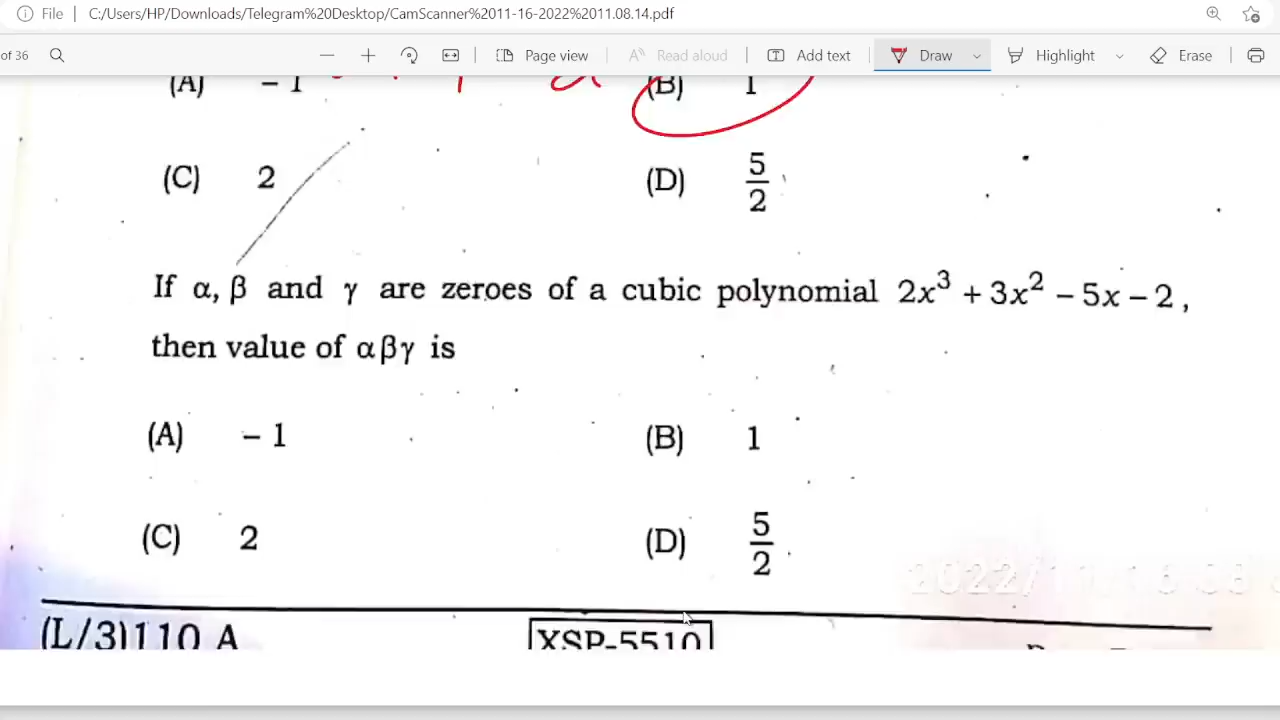 File C:/Users/HP/Downloads/Telegram%20Desktop/CamScanner%2011-16-2022%2011.08.14.pdf
of 36 Page view Read aloud Add text Draw Highlight Erase
(A) – 1 (B) 1
(C) 2 (D) 5/2
If α, β and γ are zeroes of a cubic polynomial 2x³ + 3x² – 5x – 2 ,
then value of αβγ is
(A) – 1 (B) 1
(C) 2 (D) 5/2
(L/3)110 A XSP-5510